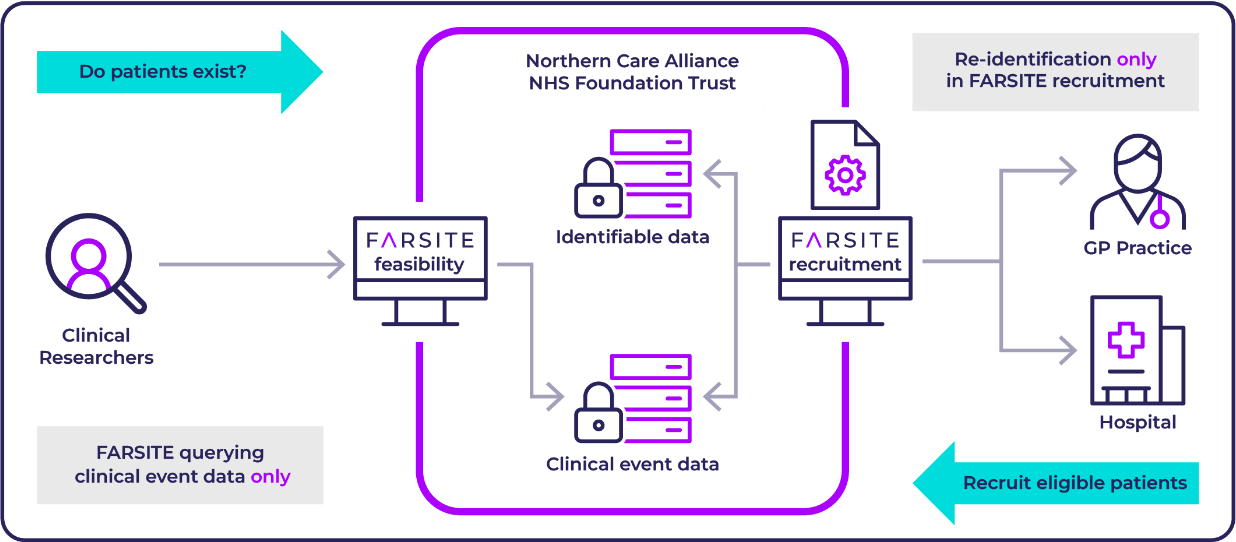 Do patients exist?
Northern Care Alliance
NHS Foundation Trust
Re-identification only
in FARSITE recruitment
Identifiable data
FARSITE
feasibility
FARSITE
recruitment
GP Practice
Clinical
Researchers
Hospital
FARSITE querying
clinical event data only
Clinical event data
Recruit eligible patients